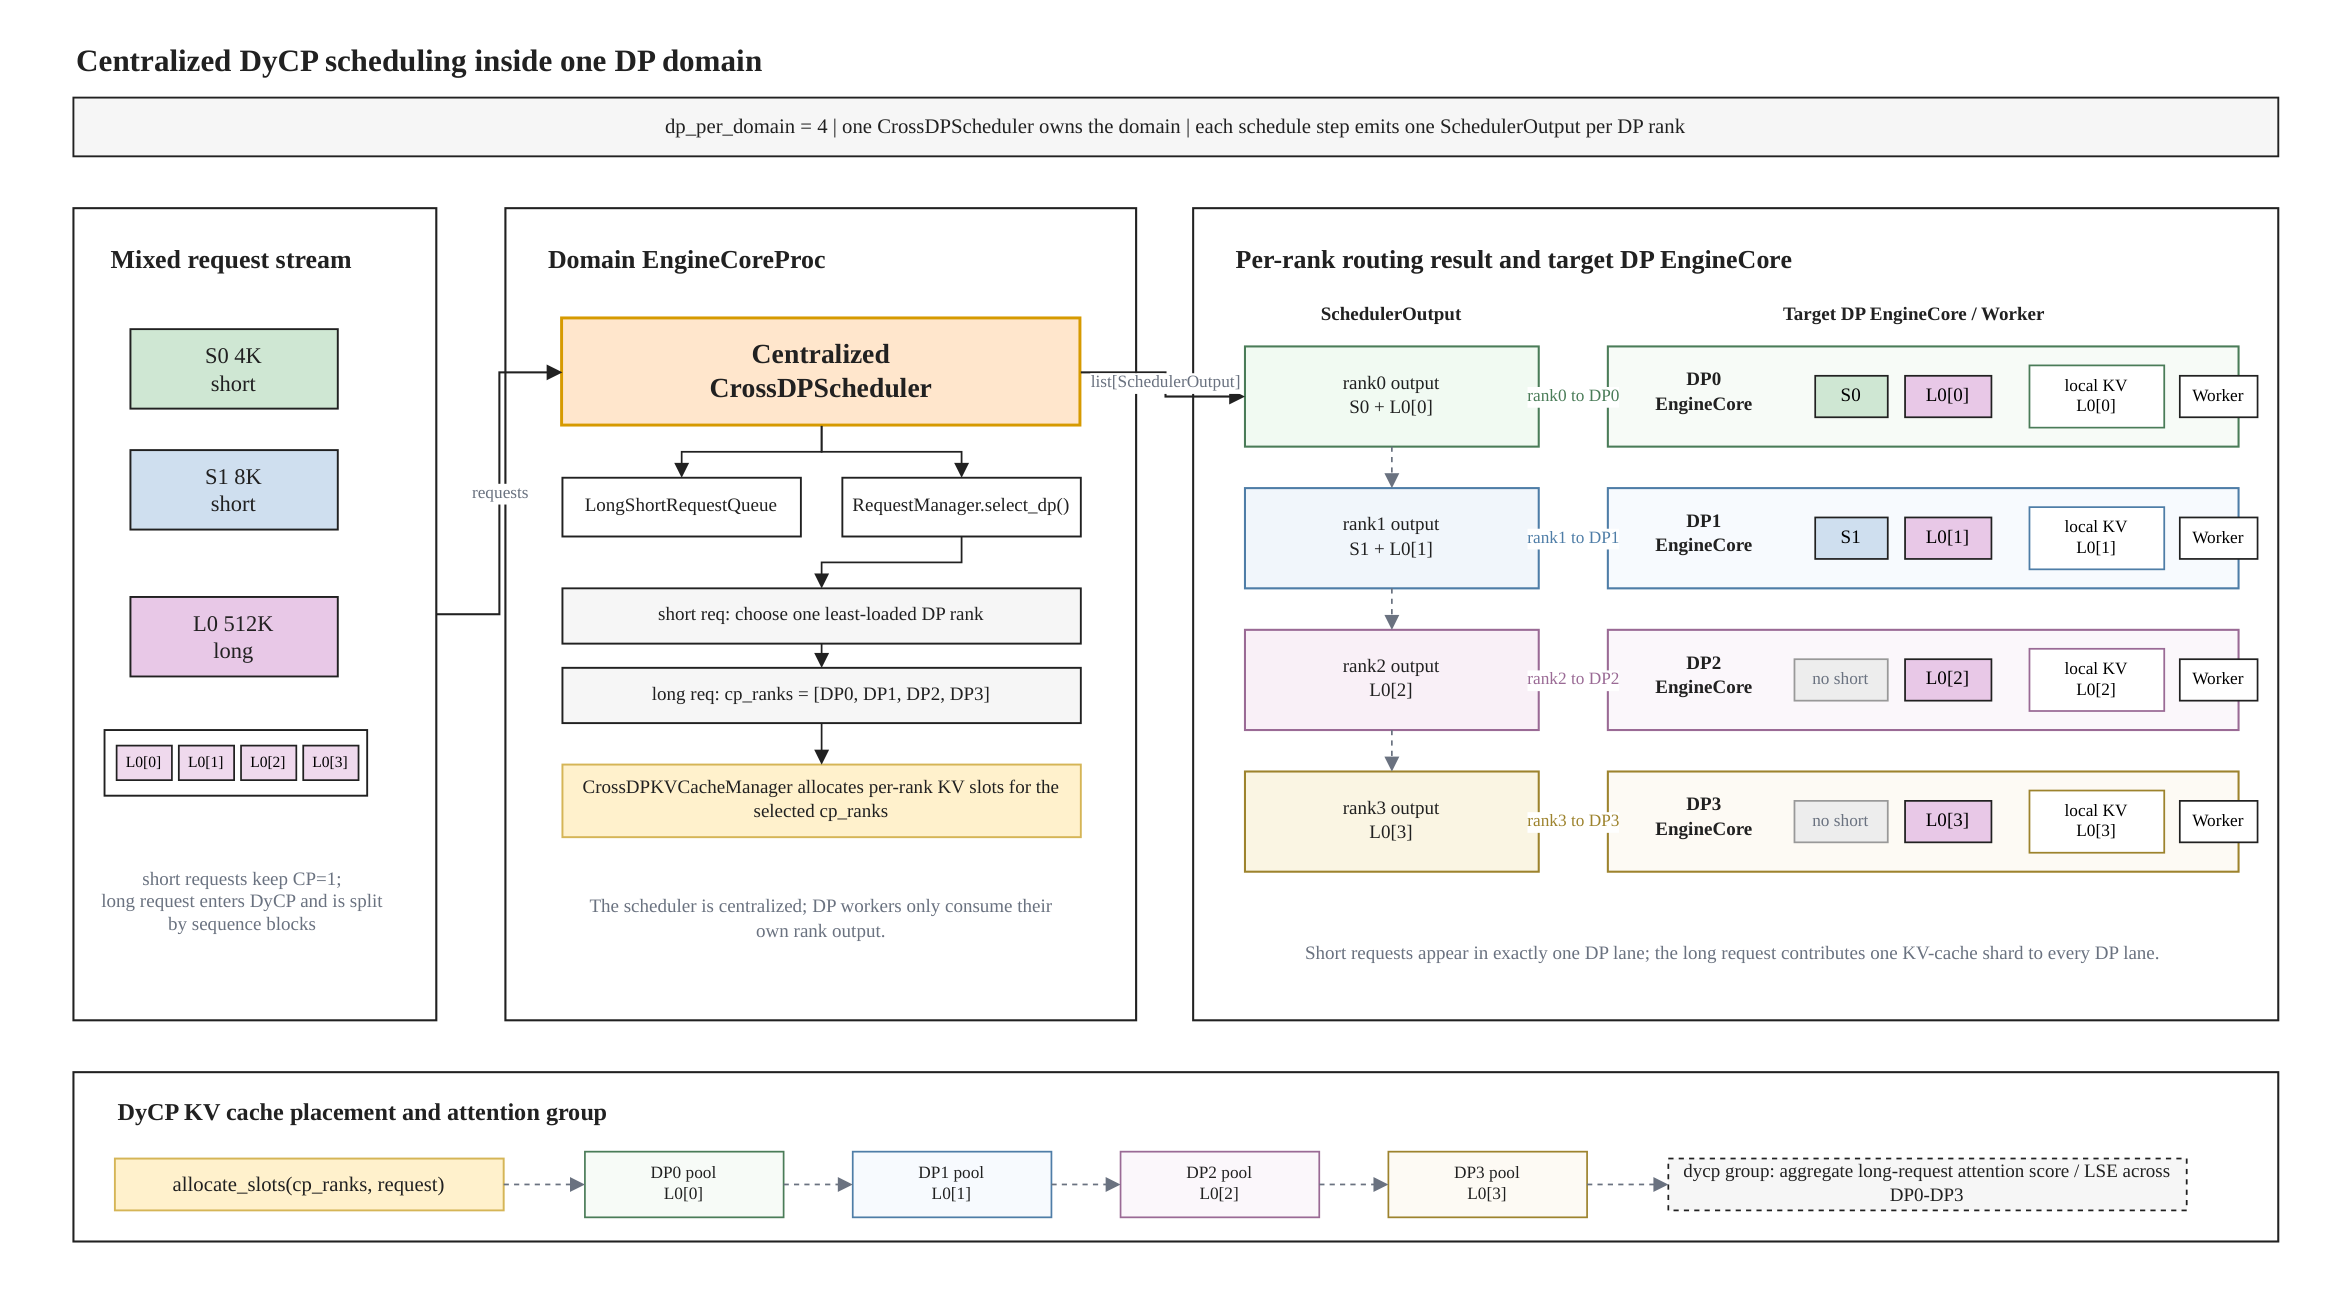 Centralized DyCP scheduling inside one DP domain
dp_per_domain = 4 | one CrossDPScheduler owns the domain | each schedule step emits one SchedulerOutput per DP rank
Mixed request stream
S0 4K
short
S1 8K
short
L0 512K
long
L0[0]
L0[1]
L0[2]
L0[3]
short requests keep CP=1;
long request enters DyCP and is split
by sequence blocks
requests
Domain EngineCoreProc
Centralized
CrossDPScheduler
LongShortRequestQueue
RequestManager.select_dp()
short req: choose one least-loaded DP rank
long req: cp_ranks = [DP0, DP1, DP2, DP3]
CrossDPKVCacheManager allocates per-rank KV slots for the
selected cp_ranks
The scheduler is centralized; DP workers only consume their
own rank output.
list[SchedulerOutput]
Per-rank routing result and target DP EngineCore
SchedulerOutput
Target DP EngineCore / Worker
rank0 output
S0 + L0[0]
rank0 to DP0
DP0
EngineCore
S0
L0[0]
local KV
L0[0]
Worker
rank1 output
S1 + L0[1]
rank1 to DP1
DP1
EngineCore
S1
L0[1]
local KV
L0[1]
Worker
rank2 output
L0[2]
rank2 to DP2
DP2
EngineCore
no short
L0[2]
local KV
L0[2]
Worker
rank3 output
L0[3]
rank3 to DP3
DP3
EngineCore
no short
L0[3]
local KV
L0[3]
Worker
Short requests appear in exactly one DP lane; the long request contributes one KV-cache shard to every DP lane.
DyCP KV cache placement and attention group
allocate_slots(cp_ranks, request)
DP0 pool
L0[0]
DP1 pool
L0[1]
DP2 pool
L0[2]
DP3 pool
L0[3]
dycp group: aggregate long-request attention score / LSE across
DP0-DP3